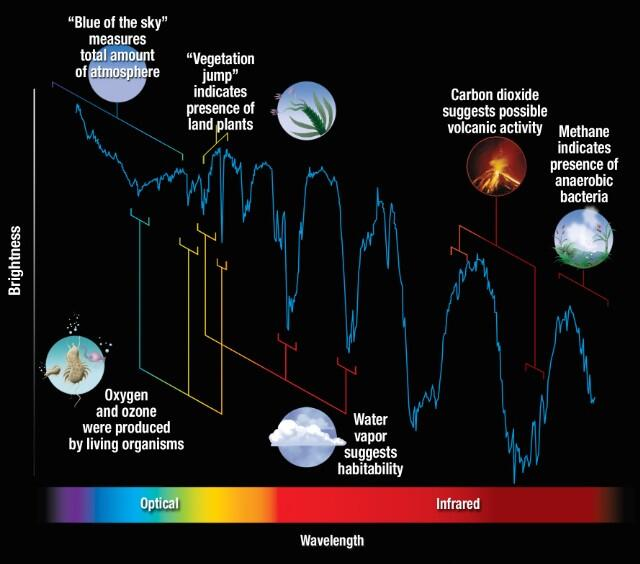 “Blue of the sky”
measures
total amount
of atmosphere
“Vegetation
jump”
indicates
presence of
land plants
Carbon dioxide
suggests possible
volcanic activity
Methane
indicates
presence of
anaerobic
bacteria
Brightness
Oxygen
and ozone
were produced
by living organisms
Water
vapor
suggests
habitability
Optical
Infrared
Wavelength